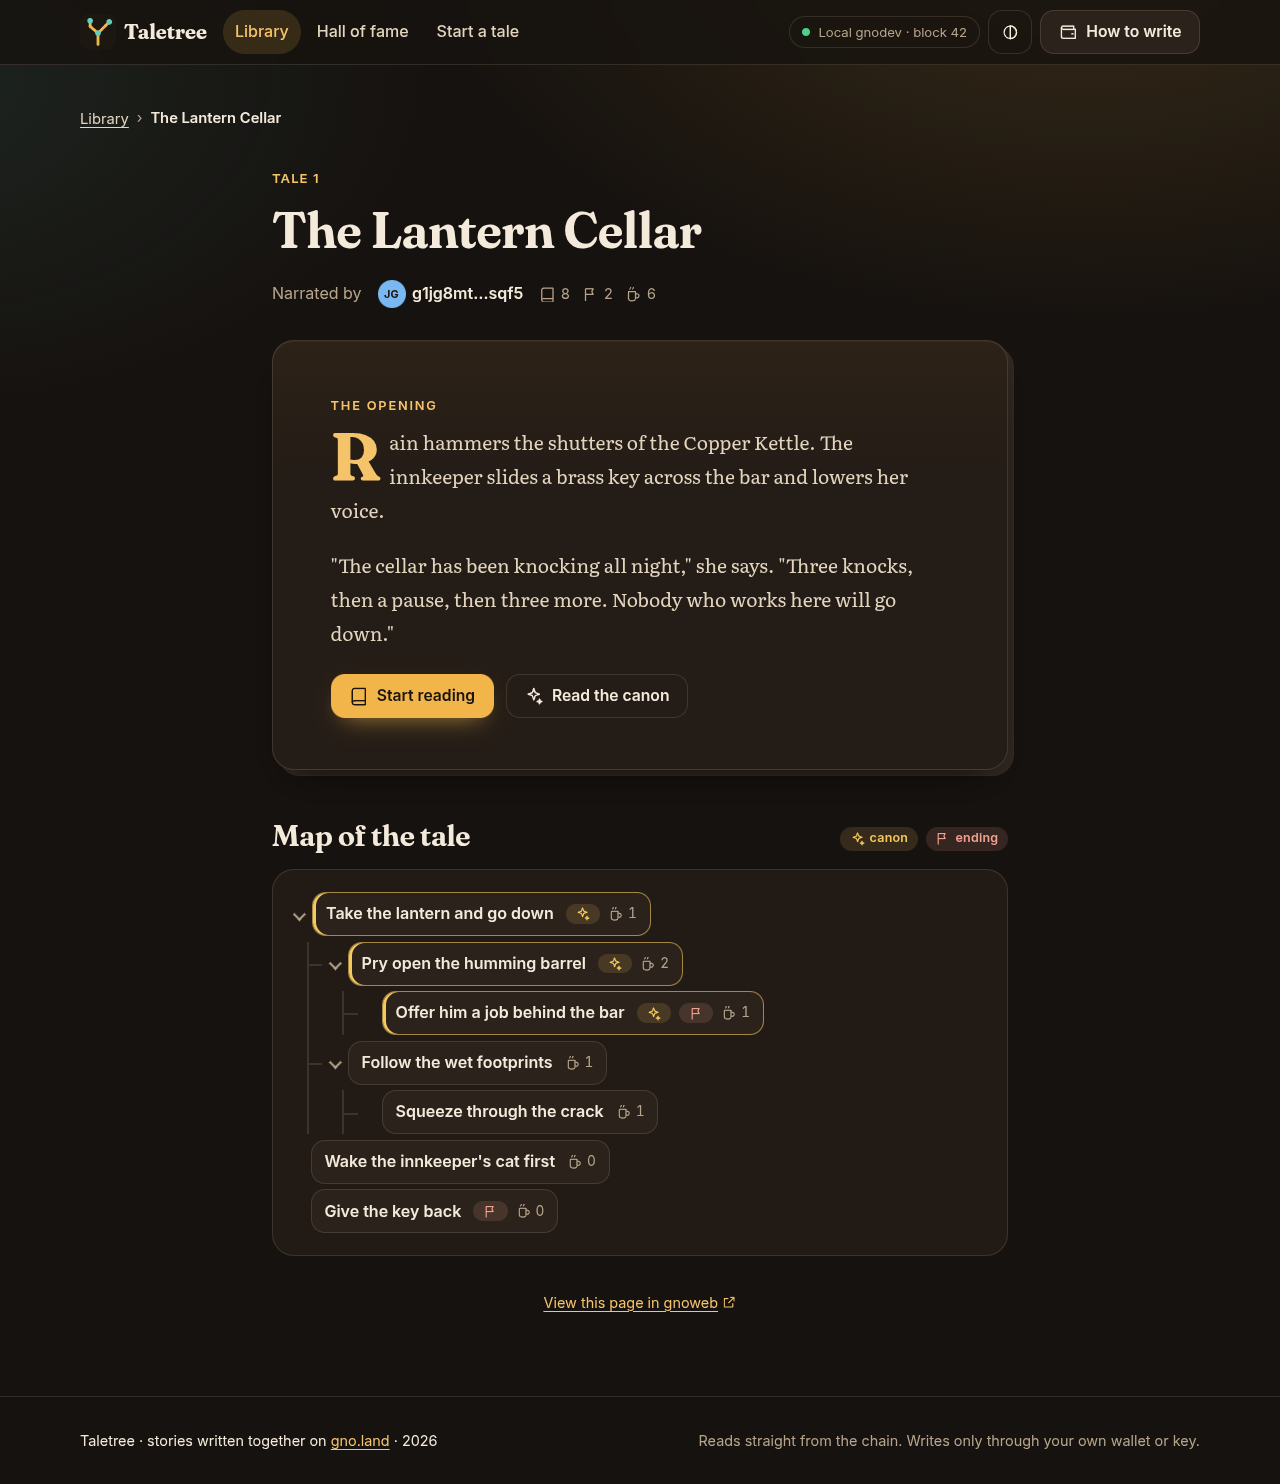 Taletree
Library
Hall of fame
Start a tale
Local gnodev · block 42
How to write
Library › The Lantern Cellar
TALE 1
The Lantern Cellar
Narrated by JG g1jg8mt…sqf5 8 2 6
THE OPENING
Rain hammers the shutters of the Copper Kettle. The
innkeeper slides a brass key across the bar and lowers her
voice.
"The cellar has been knocking all night," she says. "Three knocks,
then a pause, then three more. Nobody who works here will go
down."
Start reading
Read the canon
Map of the tale
canon
ending
Take the lantern and go down 1
Pry open the humming barrel 2
Offer him a job behind the bar 1
Follow the wet footprints 1
Squeeze through the crack 1
Wake the innkeeper's cat first 0
Give the key back 0
View this page in gnoweb
Taletree · stories written together on gno.land · 2026
Reads straight from the chain. Writes only through your own wallet or key.